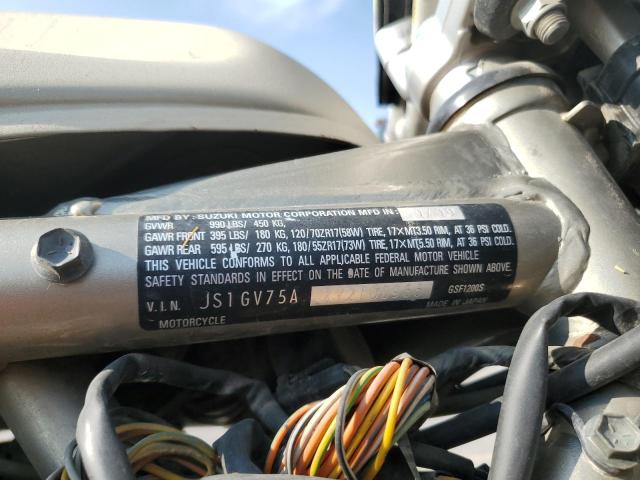 MFD BY: SUZUKI MOTOR CORPORATION MFD IN:
GVWR 990 LBS/ 450 KG,
GAWR FRONT 395 LBS/ 180 KG, 120/70ZR17(58W) TIRE, 17×MT3.50 RIM, AT 36 PSI COLD.
GAWR REAR 595 LBS/ 270 KG, 180/55ZR17(73W) TIRE, 17×MT5.50 RIM, AT 36 PSI COLD.
THIS VEHICLE CONFORMS TO ALL APPLICABLE FEDERAL MOTOR VEHICLE
SAFETY STANDARDS IN EFFECT ON THE DATE OF MANUFACTURE SHOWN ABOVE.
V.I.N. JS1GV75A GSF1200S
MOTORCYCLE MADE IN JAPAN